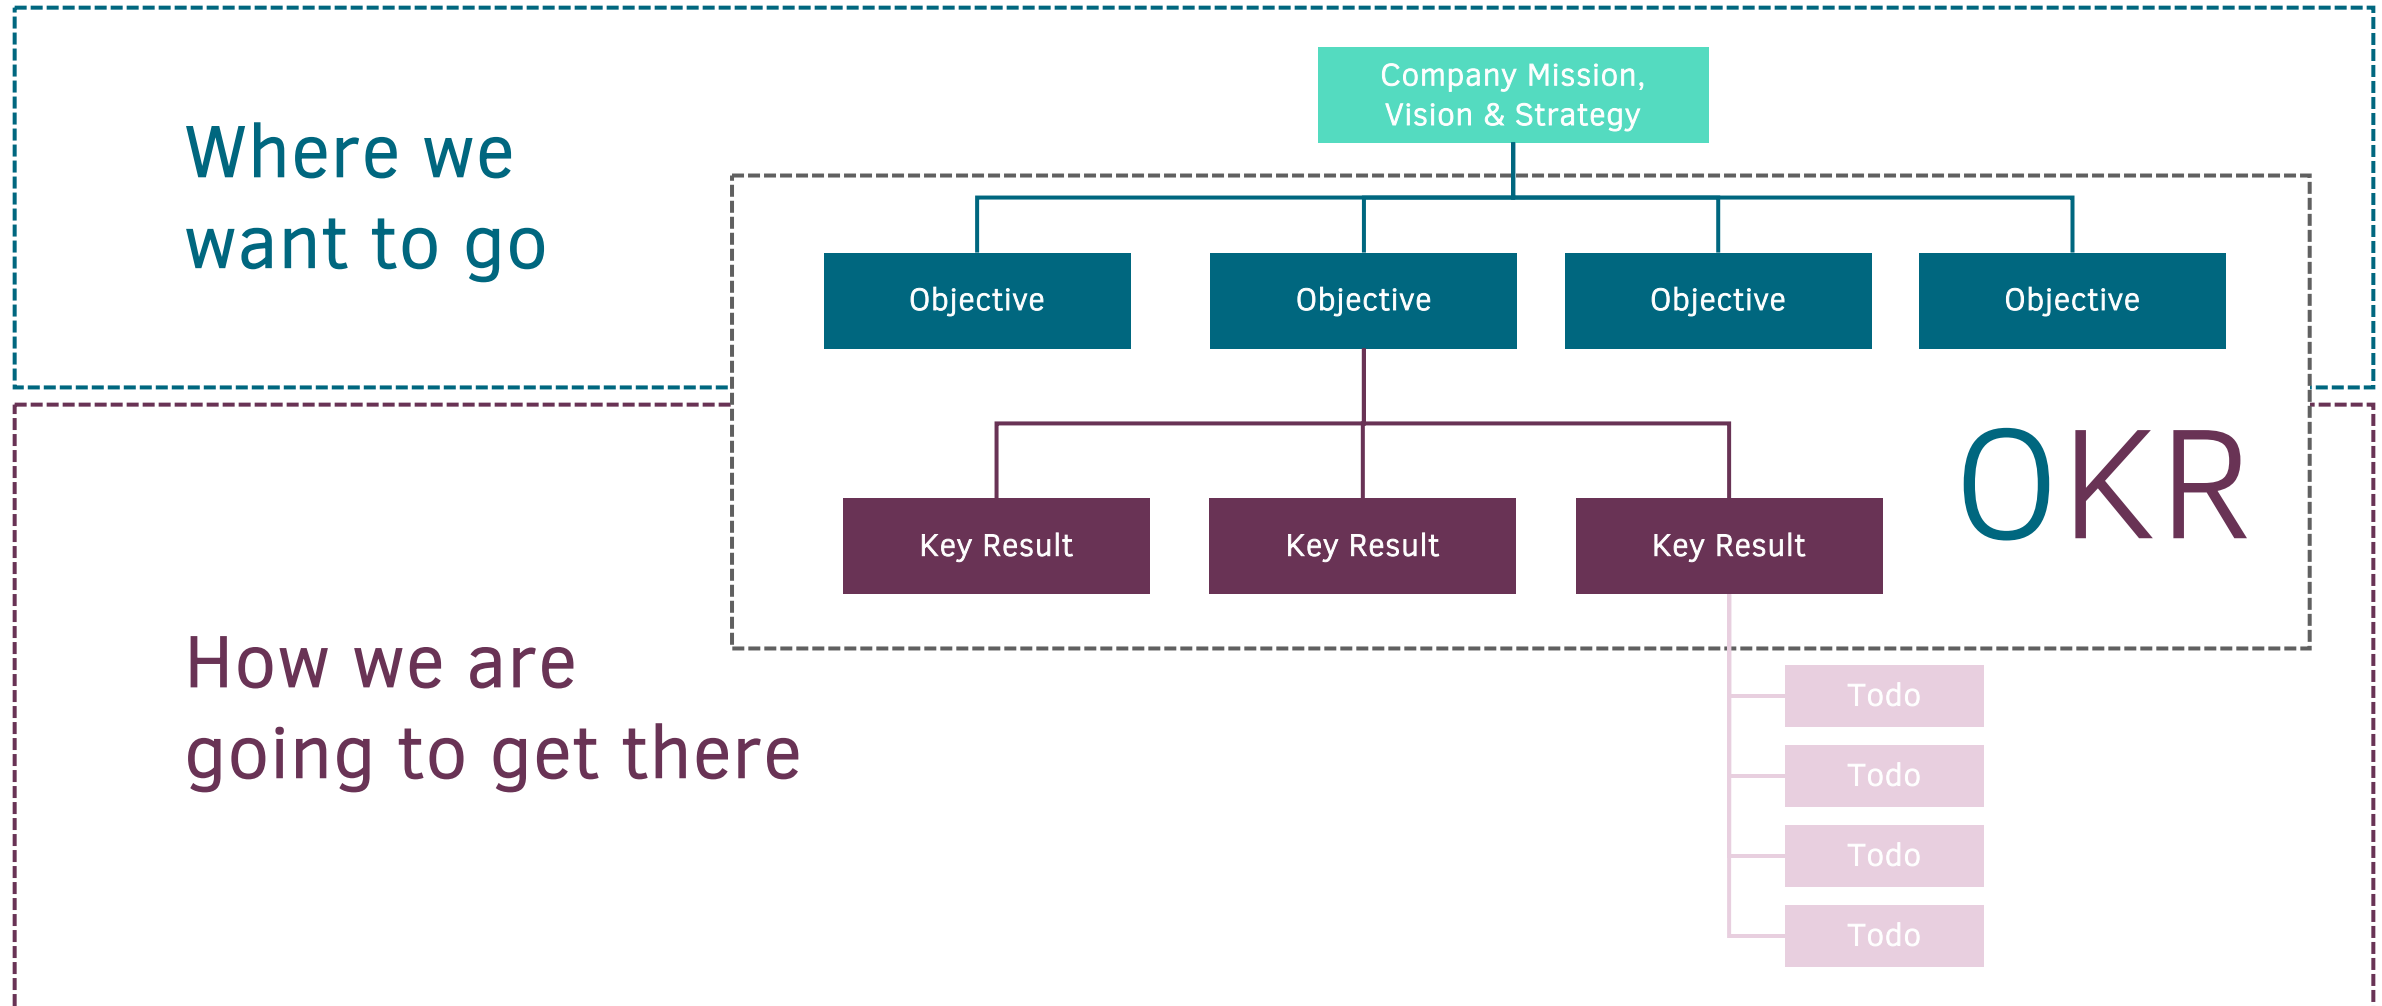 Company Mission,
Vision & Strategy
Where we
want to go
Objective
Objective
Objective
Objective
OKR
Key Result
Key Result
Key Result
How we are
going to get there
Todo
Todo
Todo
Todo